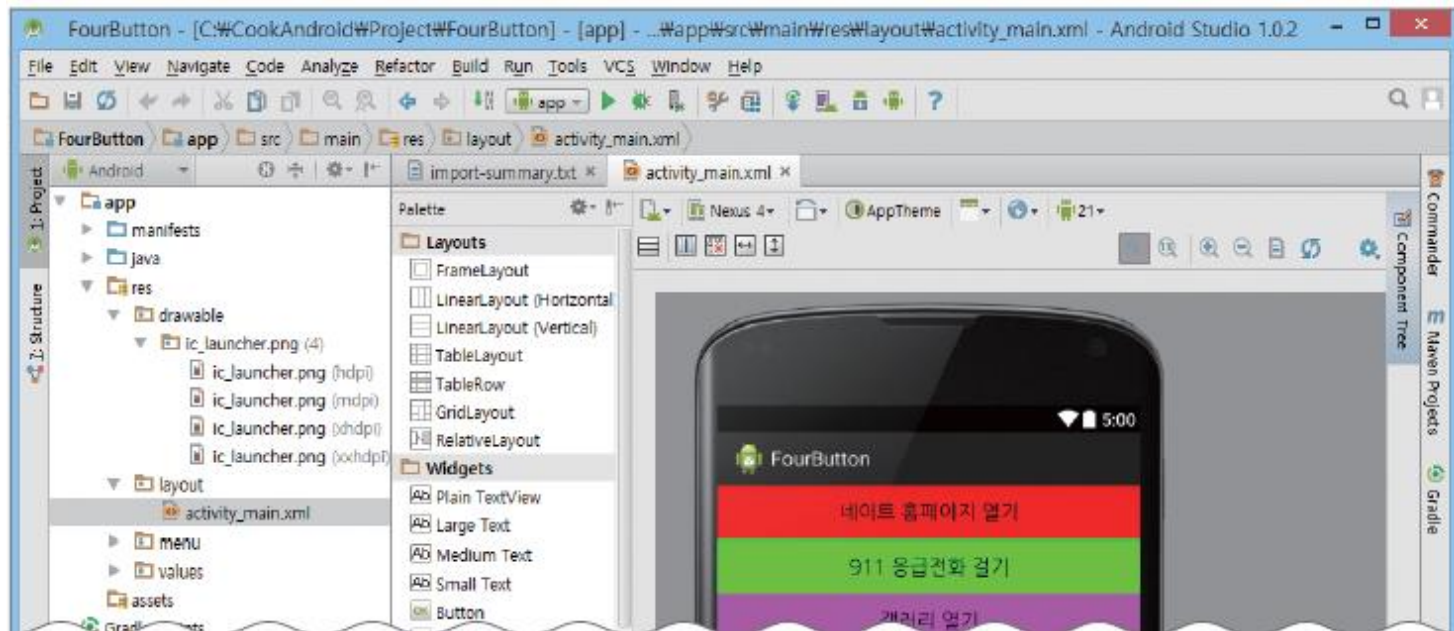 FourButton - [C:₩CookAndroid₩Project₩FourButton] - [app] - ...₩app₩src₩main₩res₩layout₩activity_main.xml - Android Studio 1.0.2
File Edit View Navigate Code Analyze Refactor Build Run Tools VCS Window Help
app
FourButton app src main res layout activity_main.xml
1: Project
Android
import-summary.txt
activity_main.xml
Commander
app
manifests
java
res
drawable
ic_launcher.png (4)
ic_launcher.png (hdpi)
ic_launcher.png (mdpi)
ic_launcher.png (xhdpi)
ic_launcher.png (xxhdpi)
layout
activity_main.xml
menu
values
assets
7: Structure
Palette
Layouts
FrameLayout
LinearLayout (Horizontal
LinearLayout (Vertical)
TableLayout
TableRow
GridLayout
RelativeLayout
Widgets
Plain TextView
Large Text
Medium Text
Small Text
Button
Nexus 4
AppTheme
21
Component Tree
Maven Projects
Gradle
5:00
FourButton
네이트 홈페이지 열기
911 응급전화 걸기
갤러리 열기